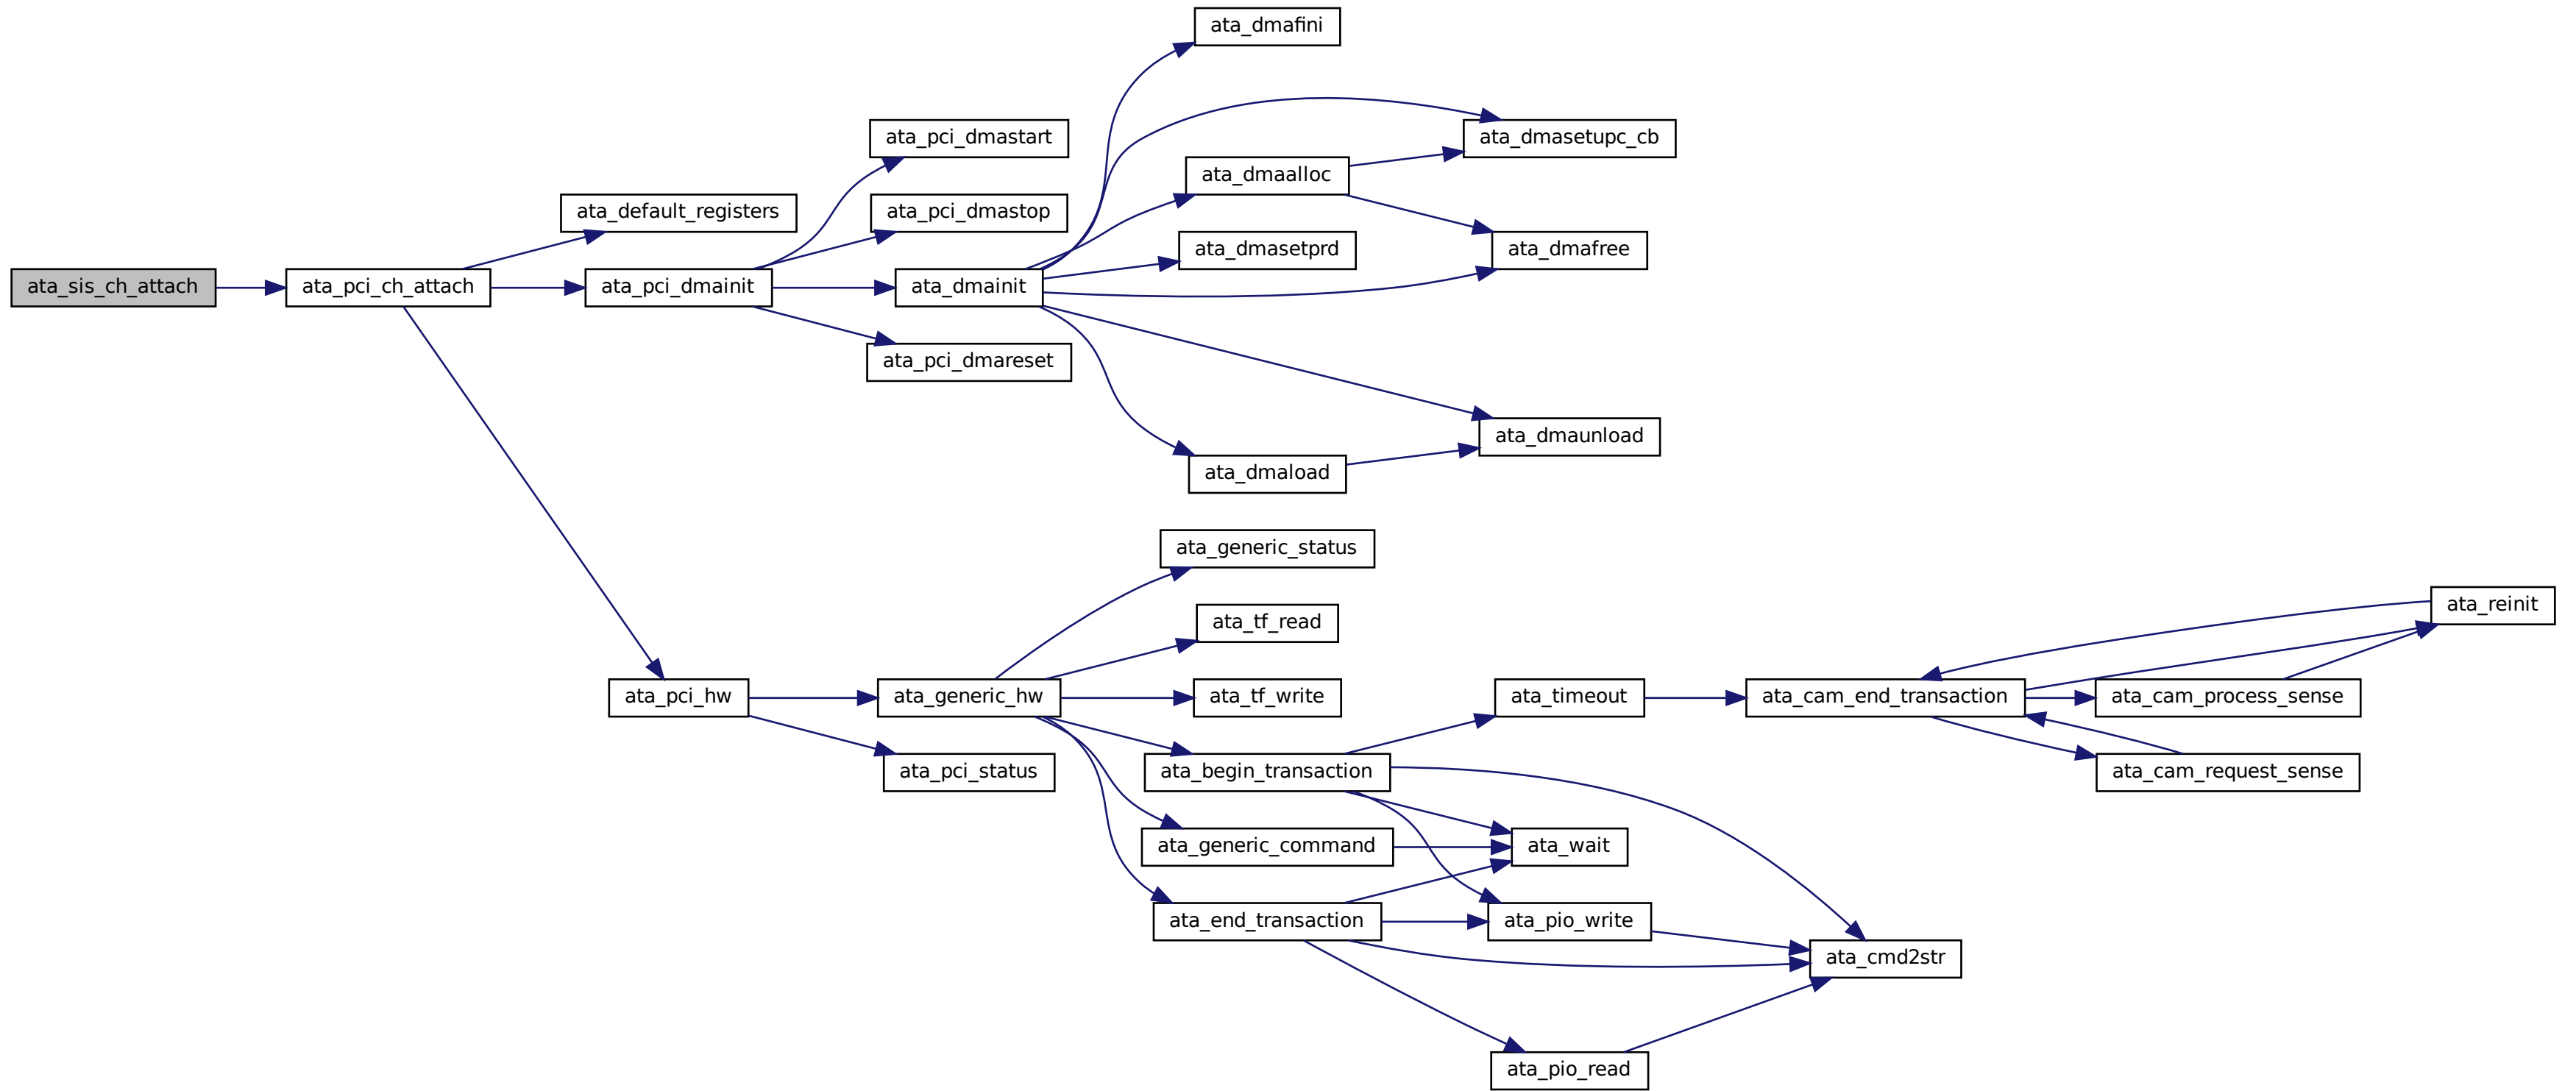 ata_dmafini
ata_pci_dmastart
ata_dmasetupc_cb
ata_dmaalloc
ata_default_registers
ata_pci_dmastop
ata_dmasetprd
ata_dmafree
ata_sis_ch_attach
ata_pci_ch_attach
ata_pci_dmainit
ata_dmainit
ata_pci_dmareset
ata_dmaunload
ata_dmaload
ata_generic_status
ata_reinit
ata_tf_read
ata_pci_hw
ata_generic_hw
ata_tf_write
ata_timeout
ata_cam_end_transaction
ata_cam_process_sense
ata_pci_status
ata_begin_transaction
ata_cam_request_sense
ata_generic_command
ata_wait
ata_end_transaction
ata_pio_write
ata_cmd2str
ata_pio_read